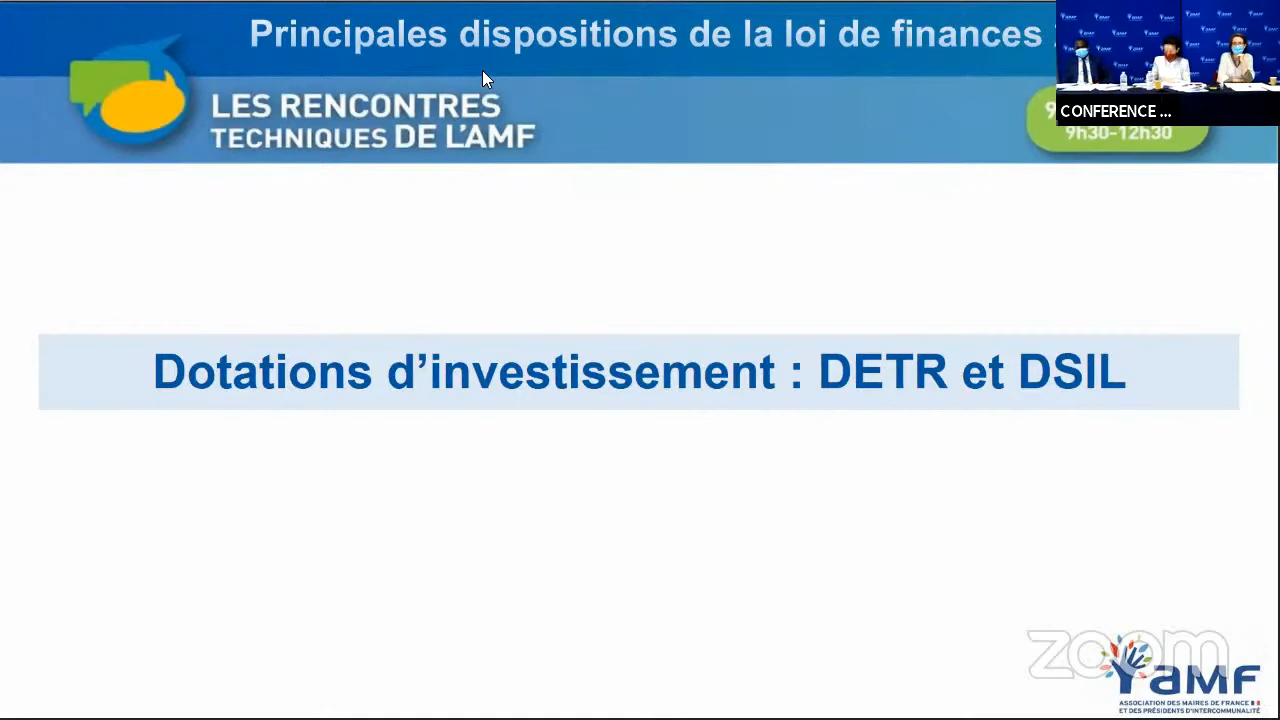 Principales dispositions de la loi de finances
LES RENCONTRES
TECHNIQUES DE L'AMF
CONFERENCE ...
9h30-12h30
Dotations d’investissement : DETR et DSIL
zoom
aMF
ASSOCIATION DES MAIRES DE FRANCE
ET DES PRÉSIDENTS D'INTERCOMMUNALITÉ